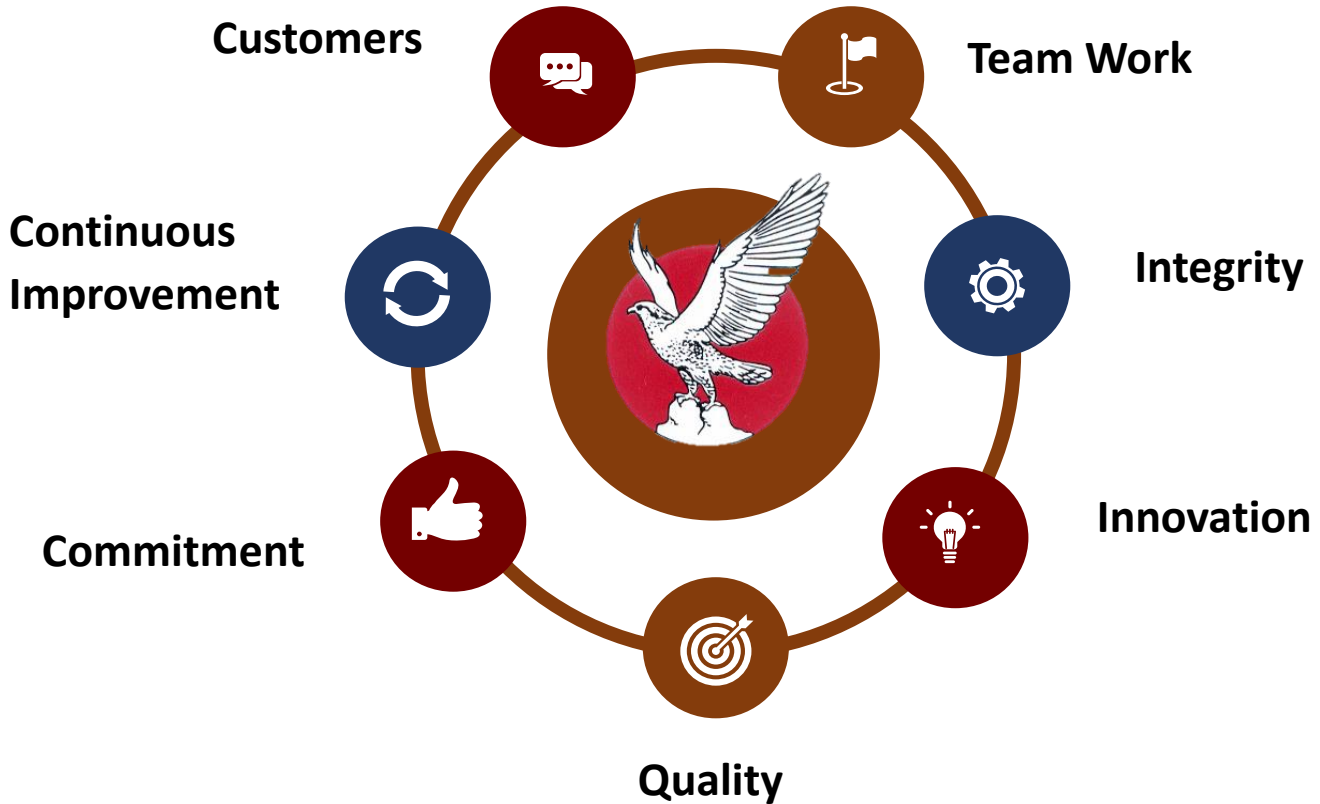 Customers
Team Work
Continuous
Improvement
Integrity
Commitment
Innovation
Quality